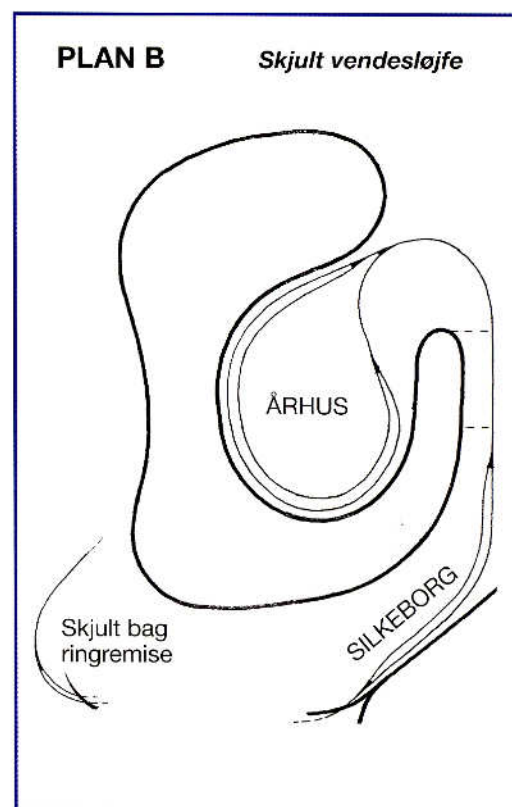 PLAN B
Skjult vendesløjfe
ÅRHUS
SILKEBORG
Skjult bag
ringremise